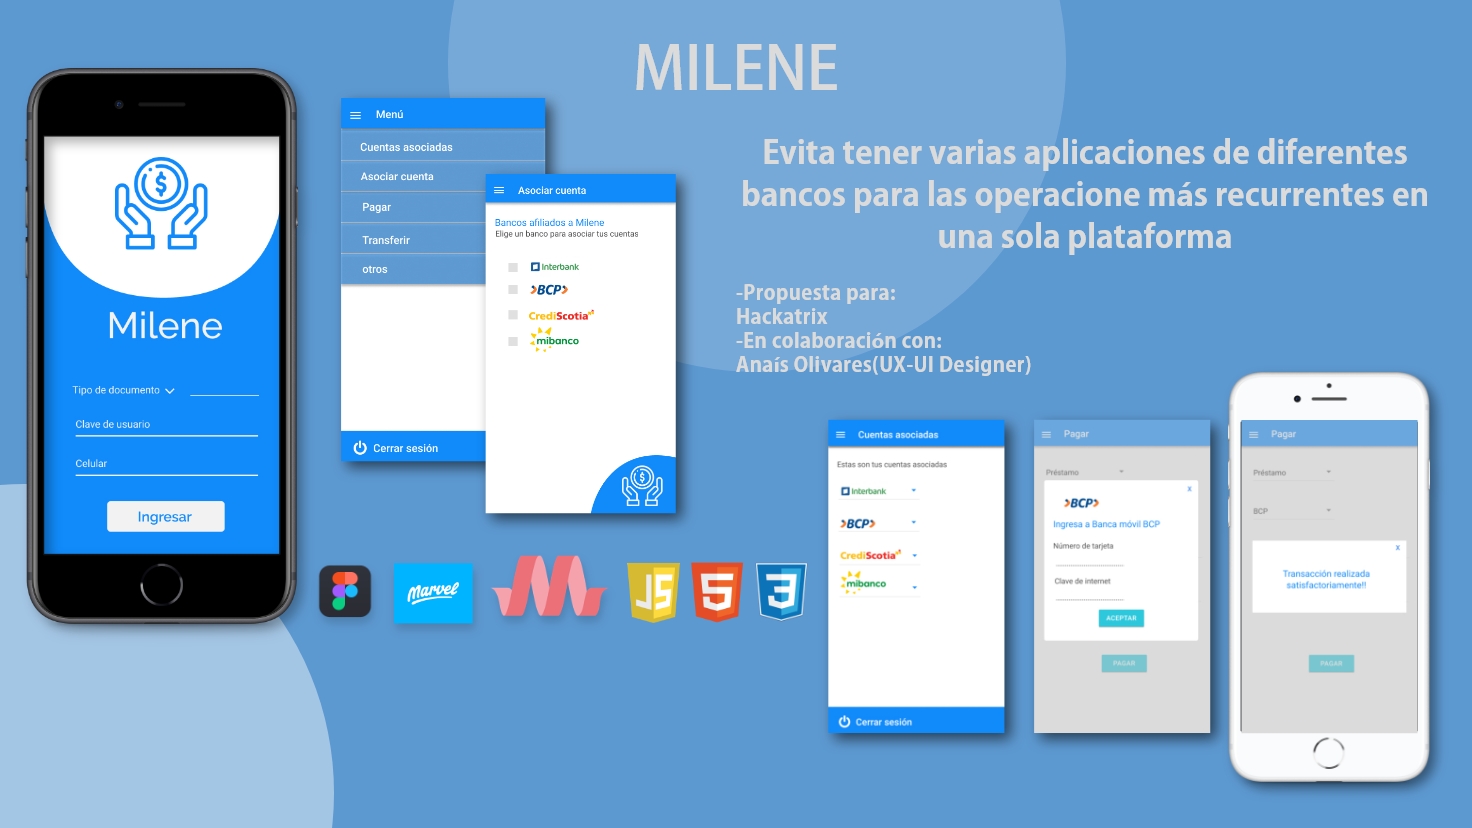 MILENE
Evita tener varias aplicaciones de diferentes
bancos para las operacione más recurrentes en
una sola plataforma
-Propuesta para:
Hackatrix
-En colaboración con:
Anaís Olivares(UX-UI Designer)
$
Milene
Tipo de documento
Clave de usuario
Celular
Ingresar
Menú
Cuentas asociadas
Asociar cuenta
Pagar
Transferir
otros
Cerrar sesión
Asociar cuenta
Bancos afiliados a Milene
Elige un banco para asociar tus cuentas
Interbank
BCP
CrediScotia
mibanco
$
Marvel
JS
5
3
Cuentas asociadas
Estas son tus cuentas asociadas
Interbank
BCP
CrediScotia
mibanco
Cerrar sesión
Pagar
Préstamo
X
BCP
Ingresa a Banca móvil BCP
Número de tarjeta
Clave de internet
ACEPTAR
PAGAR
Pagar
Préstamo
BCP
X
Transacción realizada
satisfactoriamente!!
PAGAR